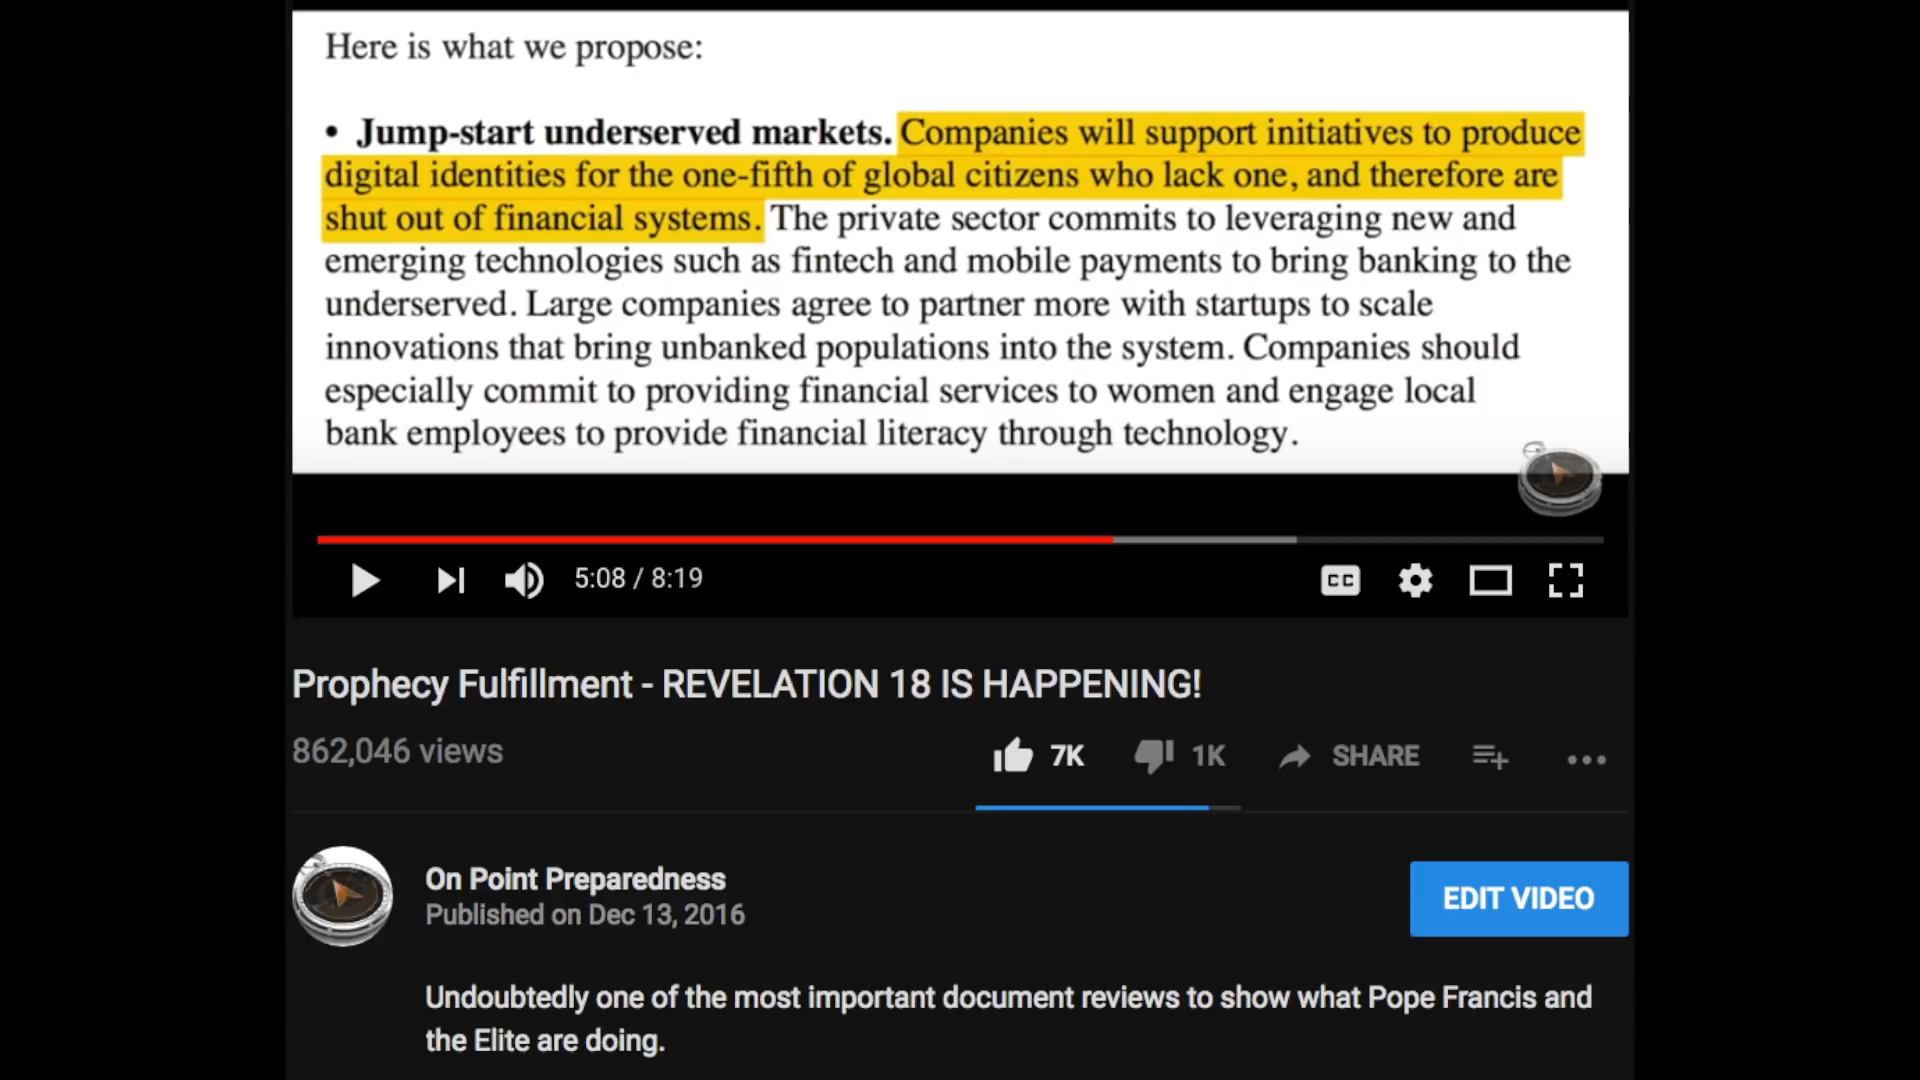 Here is what we propose:
• Jump-start underserved markets. Companies will support initiatives to produce
digital identities for the one-fifth of global citizens who lack one, and therefore are
shut out of financial systems. The private sector commits to leveraging new and
emerging technologies such as fintech and mobile payments to bring banking to the
underserved. Large companies agree to partner more with startups to scale
innovations that bring unbanked populations into the system. Companies should
especially commit to providing financial services to women and engage local
bank employees to provide financial literacy through technology.
5:08 / 8:19
CC
Prophecy Fulfillment - REVELATION 18 IS HAPPENING!
862,046 views
7K
1K
SHARE
On Point Preparedness
Published on Dec 13, 2016
EDIT VIDEO
Undoubtedly one of the most important document reviews to show what Pope Francis and
the Elite are doing.